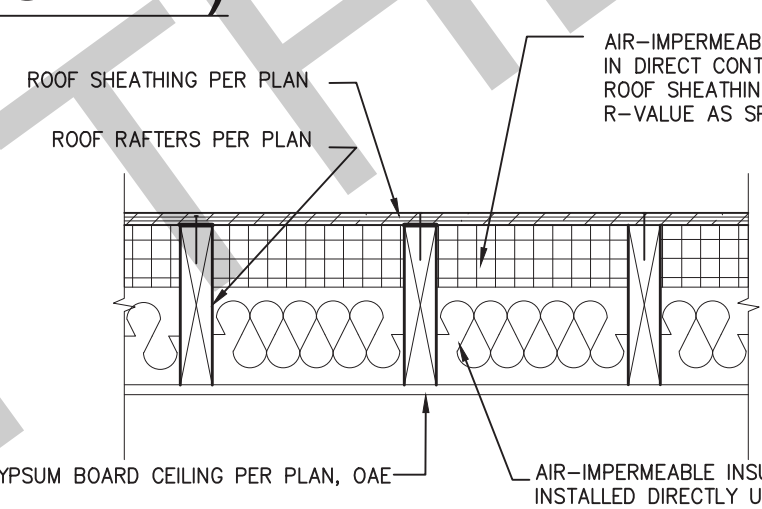 AIR-IMPERMEAB
IN DIRECT CONT
ROOF SHEATHIN
R-VALUE AS SP
ROOF SHEATHING PER PLAN
ROOF RAFTERS PER PLAN
YPSUM BOARD CEILING PER PLAN, OAE
AIR-IMPERMEABLE INSU
INSTALLED DIRECTLY U